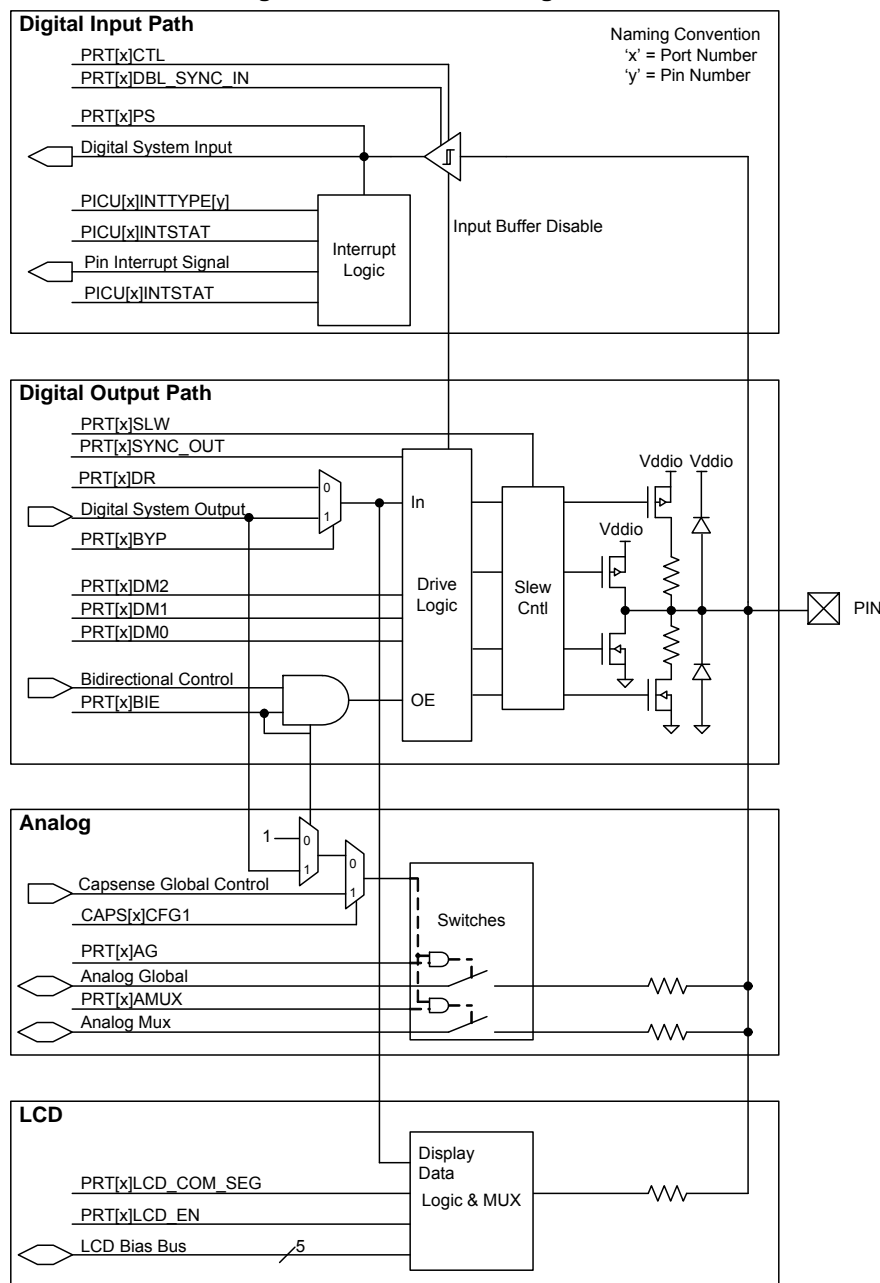 Digital Input Path
Naming Convention
'x' = Port Number
'y' = Pin Number
PRT[x]CTL
PRT[x]DBL_SYNC_IN
PRT[x]PS
Digital System Input
PICU[x]INTTYPE[y]
PICU[x]INTSTAT
Pin Interrupt Signal
PICU[x]INTSTAT
Interrupt
Logic
Input Buffer Disable
Digital Output Path
PRT[x]SLW
PRT[x]SYNC_OUT
PRT[x]DR
Digital System Output
PRT[x]BYP
0
1
PRT[x]DM2
PRT[x]DM1
PRT[x]DM0
Bidirectional Control
PRT[x]BIE
In
Drive
Logic
OE
Slew
Cntl
Vddio Vddio
Vddio
PIN
Analog
1
0
1
0
1
Capsense Global Control
CAPS[x]CFG1
PRT[x]AG
Analog Global
PRT[x]AMUX
Analog Mux
Switches
LCD
PRT[x]LCD_COM_SEG
PRT[x]LCD_EN
LCD Bias Bus
5
Display
Data
Logic & MUX